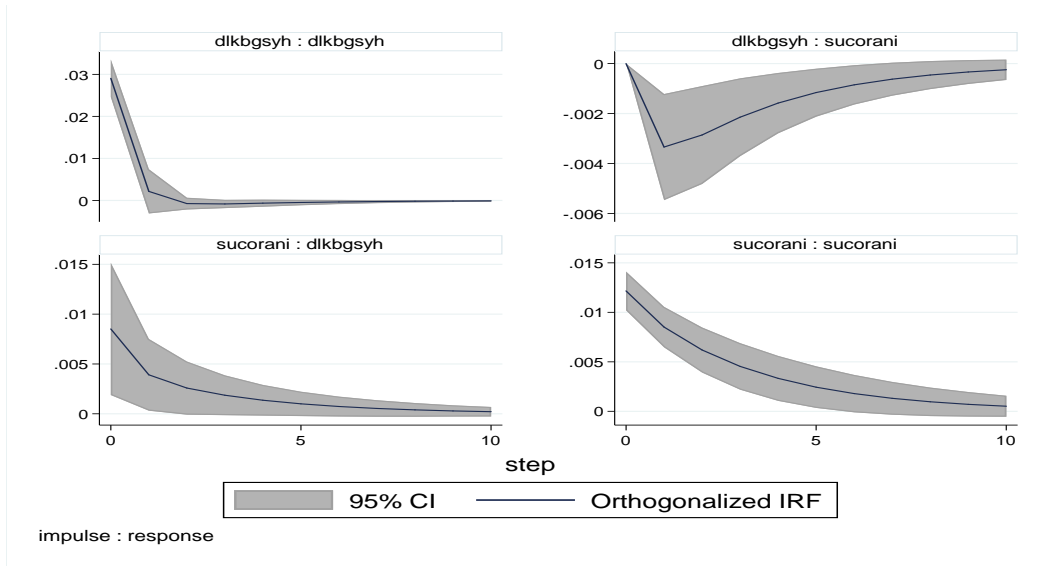 dlkbgsyh : dlkbgsyh
.03
.02
.01
0
dlkbgsyh : sucorani
0
-.002
-.004
-.006
sucorani : dlkbgsyh
.015
.01
.005
0
0
5
10
sucorani : sucorani
.015
.01
.005
0
0
5
10
step
95% CI
Orthogonalized IRF
impulse : response